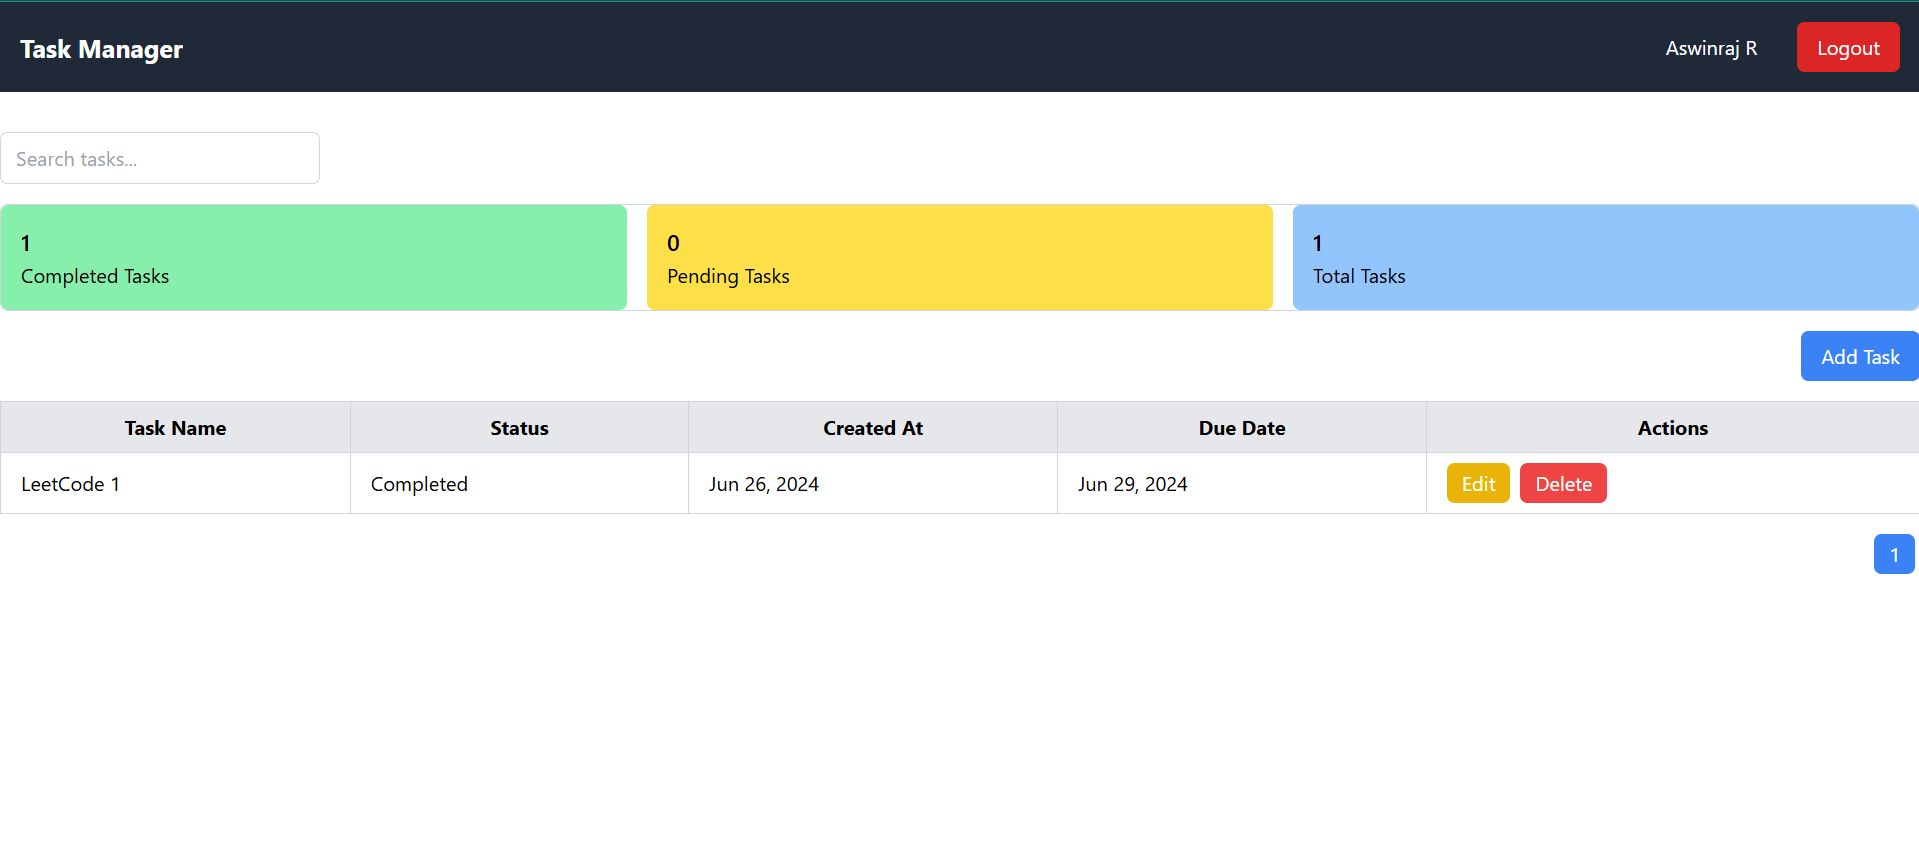 Task Manager
Aswinraj R
Logout
Search tasks...
1
Completed Tasks
0
Pending Tasks
1
Total Tasks
Add Task
Task Name Status Created At Due Date Actions
LeetCode 1 Completed Jun 26, 2024 Jun 29, 2024 Edit Delete
1